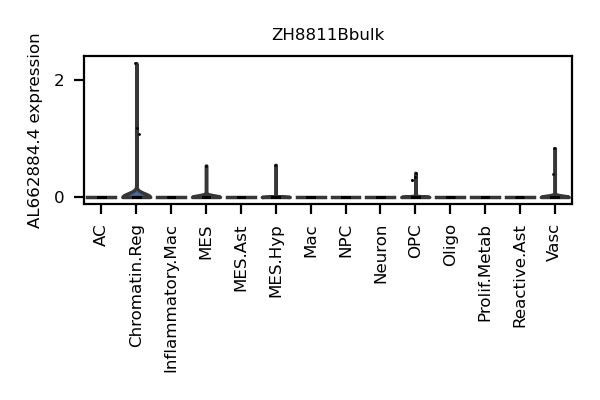 ZH8811Bbulk
AL662884.4 expression
2
0
AC
Chromatin.Reg
Inflammatory.Mac
MES
MES.Ast
MES.Hyp
Mac
NPC
Neuron
OPC
Oligo
Prolif.Metab
Reactive.Ast
Vasc